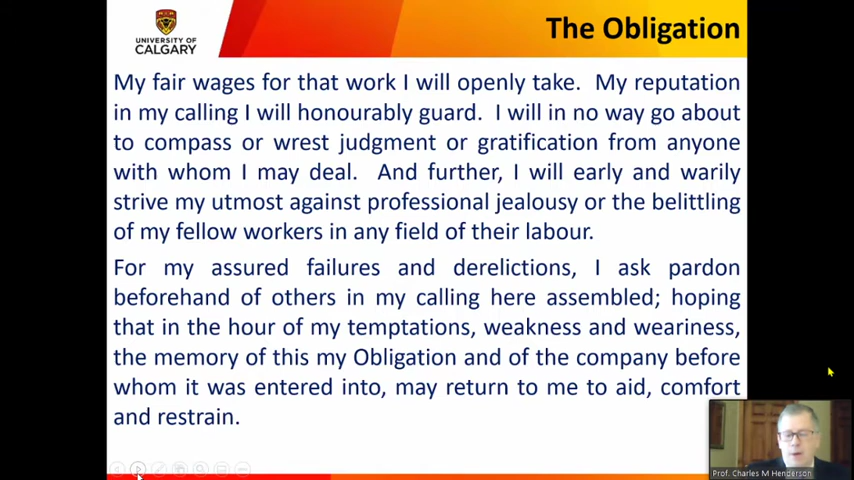 UNIVERSITY OF
CALGARY
The Obligation
My fair wages for that work I will openly take. My reputation
in my calling I will honourably guard. I will in no way go about
to compass or wrest judgment or gratification from anyone
with whom I may deal. And further, I will early and warily
strive my utmost against professional jealousy or the belittling
of my fellow workers in any field of their labour.
For my assured failures and derelictions, I ask pardon
beforehand of others in my calling here assembled; hoping
that in the hour of my temptations, weakness and weariness,
the memory of this my Obligation and of the company before
whom it was entered into, may return to me to aid, comfort
and restrain.
Prof. Charles M Henderson